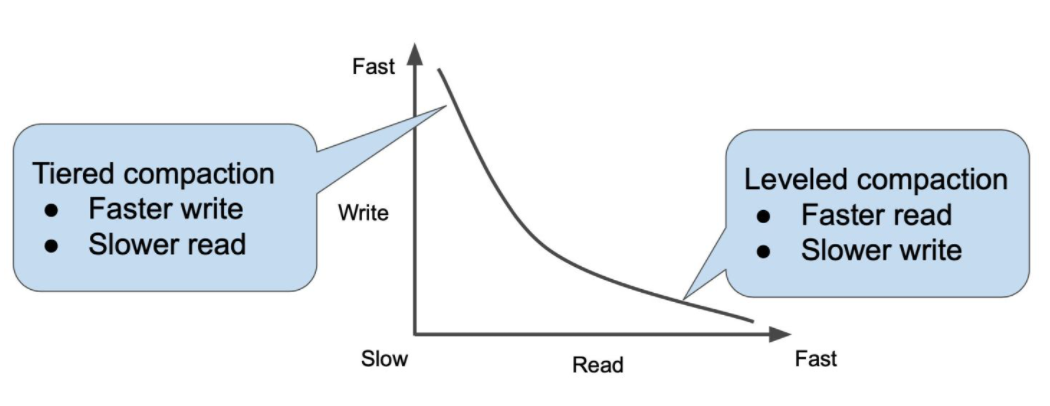 Fast
Tiered compaction
● Faster write
● Slower read
Write
Leveled compaction
● Faster read
● Slower write
Slow
Read
Fast